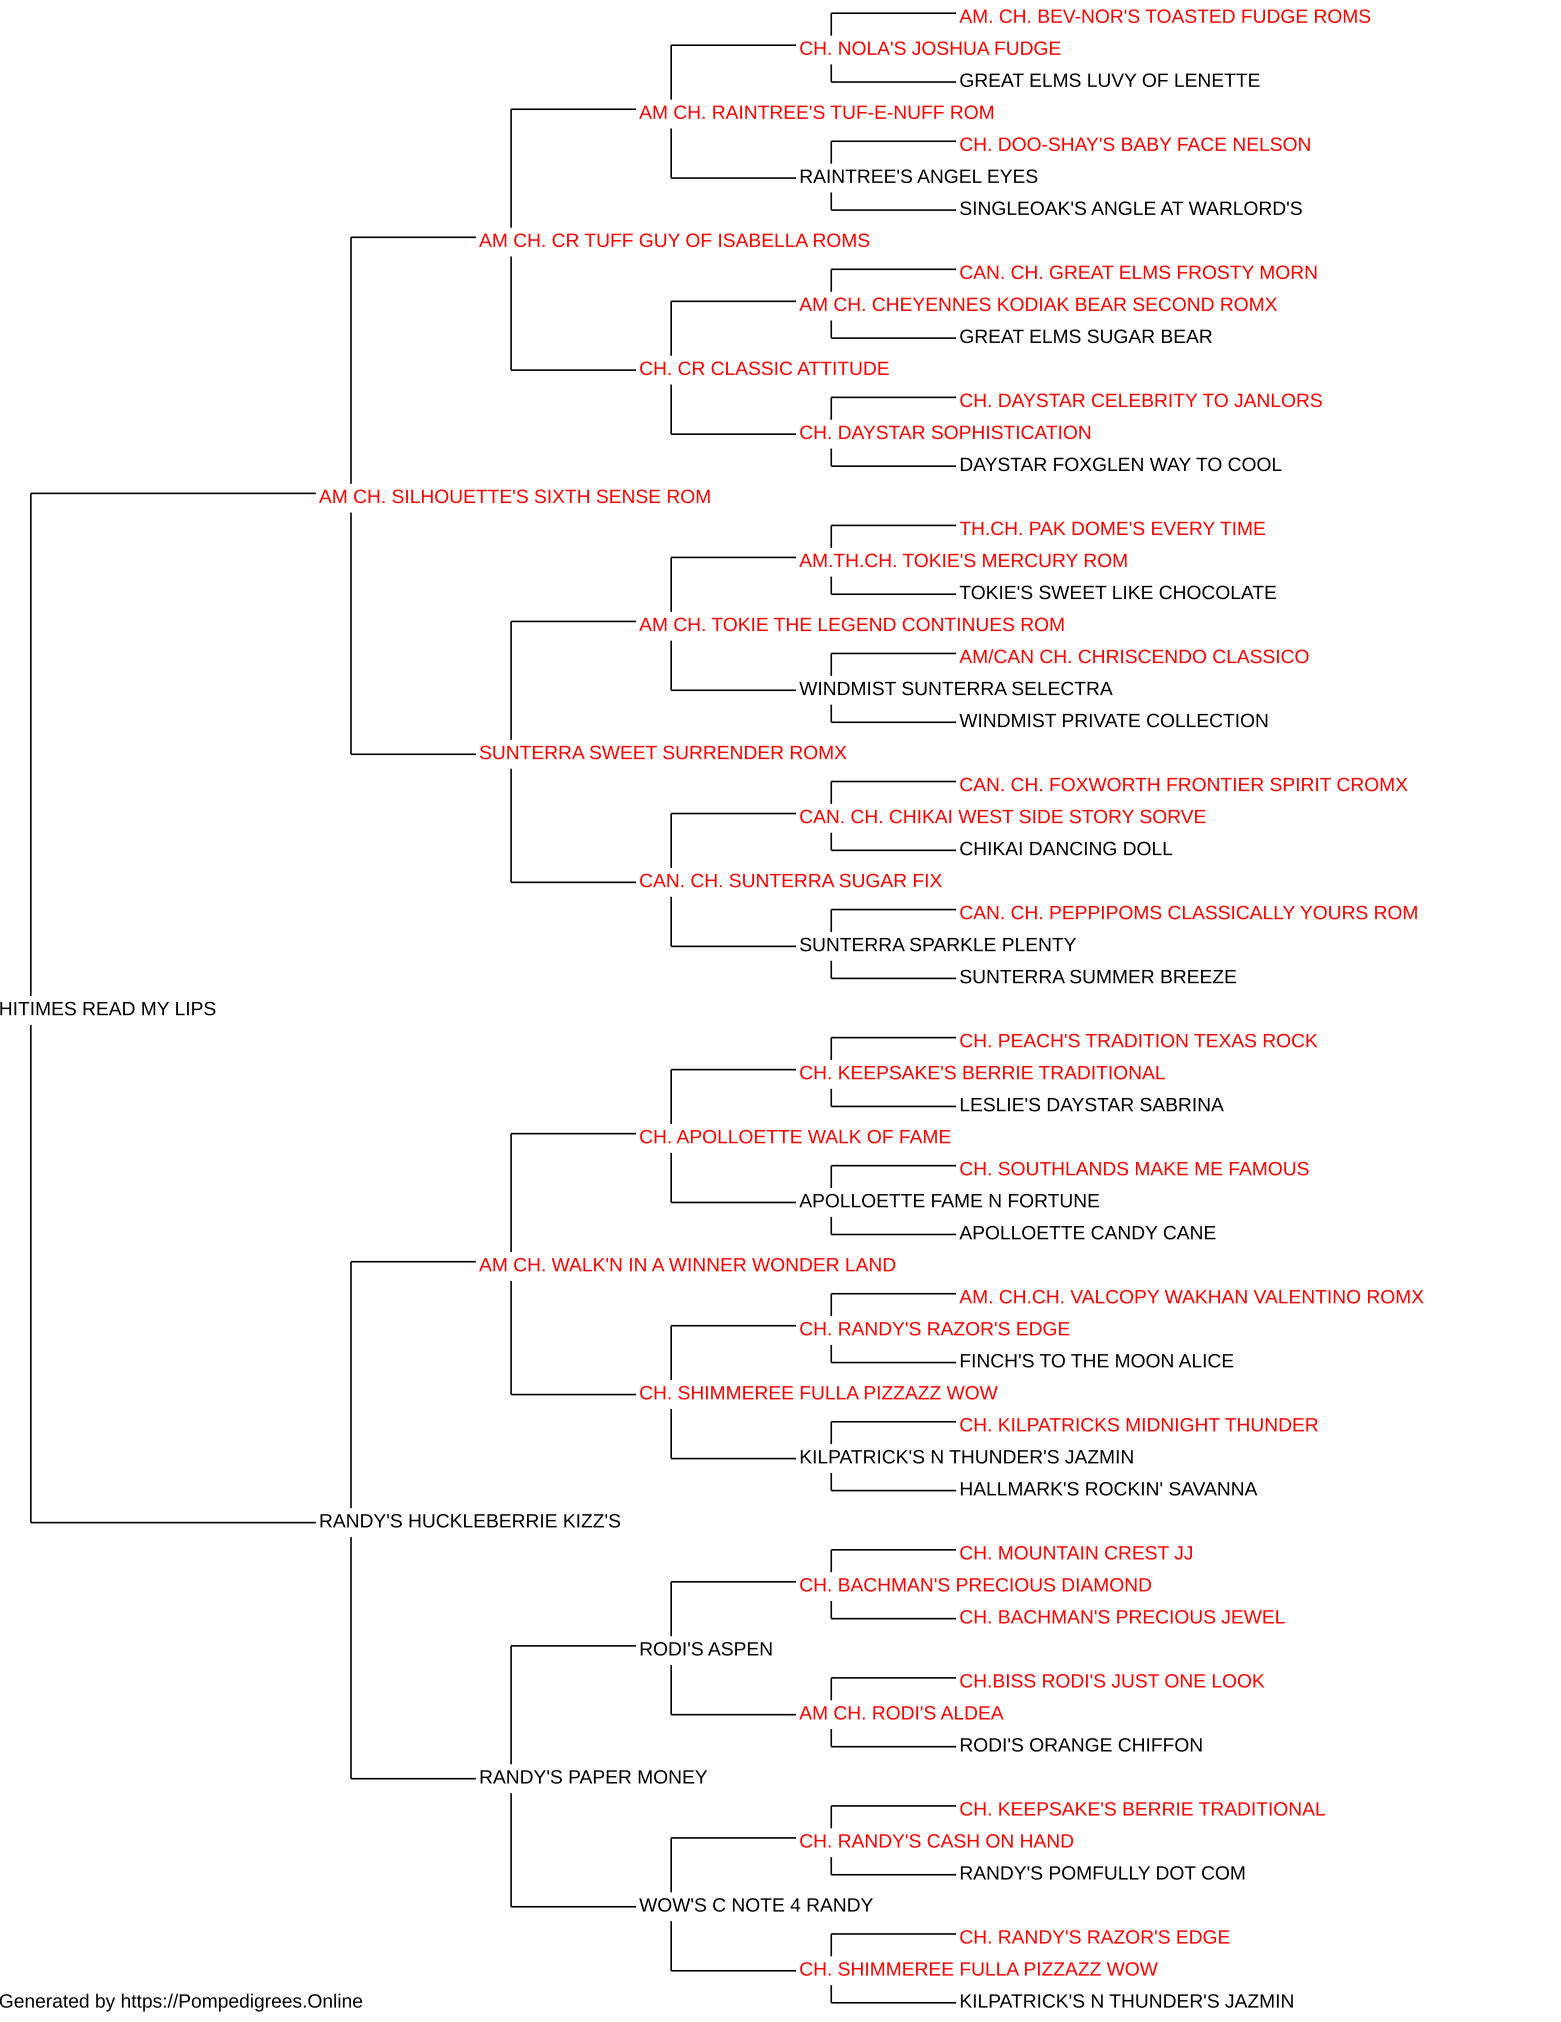 AM. CH. BEV-NOR'S TOASTED FUDGE ROMS
CH. NOLA'S JOSHUA FUDGE
GREAT ELMS LUVY OF LENETTE
AM CH. RAINTREE'S TUF-E-NUFF ROM
CH. DOO-SHAY'S BABY FACE NELSON
RAINTREE'S ANGEL EYES
SINGLEOAK'S ANGLE AT WARLORD'S
AM CH. CR TUFF GUY OF ISABELLA ROMS
CAN. CH. GREAT ELMS FROSTY MORN
AM CH. CHEYENNES KODIAK BEAR SECOND ROMX
GREAT ELMS SUGAR BEAR
CH. CR CLASSIC ATTITUDE
CH. DAYSTAR CELEBRITY TO JANLORS
CH. DAYSTAR SOPHISTICATION
DAYSTAR FOXGLEN WAY TO COOL
AM CH. SILHOUETTE'S SIXTH SENSE ROM
TH.CH. PAK DOME'S EVERY TIME
AM.TH.CH. TOKIE'S MERCURY ROM
TOKIE'S SWEET LIKE CHOCOLATE
AM CH. TOKIE THE LEGEND CONTINUES ROM
AM/CAN CH. CHRISCENDO CLASSICO
WINDMIST SUNTERRA SELECTRA
WINDMIST PRIVATE COLLECTION
SUNTERRA SWEET SURRENDER ROMX
CAN. CH. FOXWORTH FRONTIER SPIRIT CROMX
CAN. CH. CHIKAI WEST SIDE STORY SORVE
CHIKAI DANCING DOLL
CAN. CH. SUNTERRA SUGAR FIX
CAN. CH. PEPPIPOMS CLASSICALLY YOURS ROM
SUNTERRA SPARKLE PLENTY
SUNTERRA SUMMER BREEZE
HITIMES READ MY LIPS
CH. PEACH'S TRADITION TEXAS ROCK
CH. KEEPSAKE'S BERRIE TRADITIONAL
LESLIE'S DAYSTAR SABRINA
CH. APOLLOETTE WALK OF FAME
CH. SOUTHLANDS MAKE ME FAMOUS
APOLLOETTE FAME N FORTUNE
APOLLOETTE CANDY CANE
AM CH. WALK'N IN A WINNER WONDER LAND
AM. CH.CH. VALCOPY WAKHAN VALENTINO ROMX
CH. RANDY'S RAZOR'S EDGE
FINCH'S TO THE MOON ALICE
CH. SHIMMEREE FULLA PIZZAZZ WOW
CH. KILPATRICKS MIDNIGHT THUNDER
KILPATRICK'S N THUNDER'S JAZMIN
HALLMARK'S ROCKIN' SAVANNA
RANDY'S HUCKLEBERRIE KIZZ'S
CH. MOUNTAIN CREST JJ
CH. BACHMAN'S PRECIOUS DIAMOND
CH. BACHMAN'S PRECIOUS JEWEL
RODI'S ASPEN
CH.BISS RODI'S JUST ONE LOOK
AM CH. RODI'S ALDEA
RODI'S ORANGE CHIFFON
RANDY'S PAPER MONEY
CH. KEEPSAKE'S BERRIE TRADITIONAL
CH. RANDY'S CASH ON HAND
RANDY'S POMFULLY DOT COM
WOW'S C NOTE 4 RANDY
CH. RANDY'S RAZOR'S EDGE
CH. SHIMMEREE FULLA PIZZAZZ WOW
KILPATRICK'S N THUNDER'S JAZMIN
Generated by https://Pompedigrees.Online